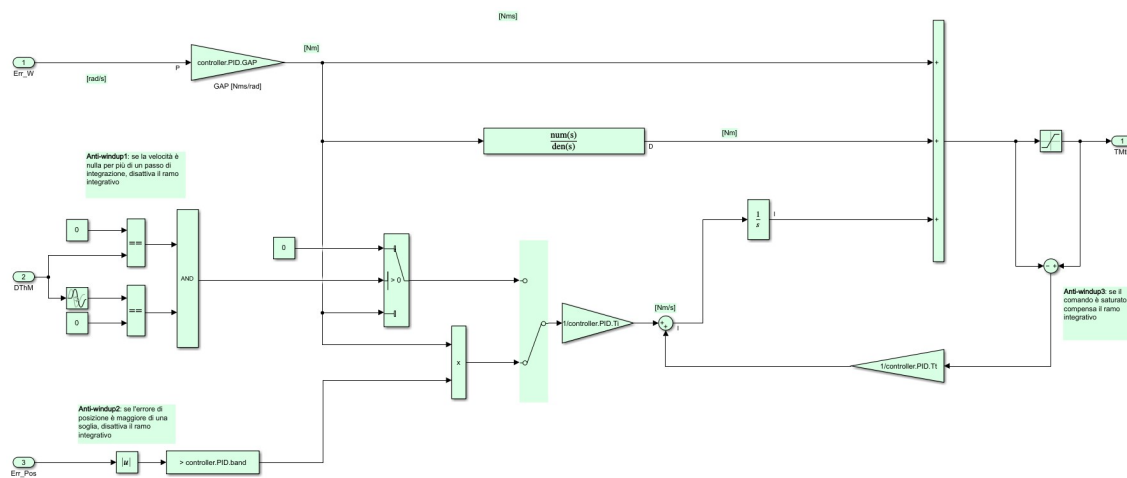 [Nms]
1
Err_W
[rad/s]
P
controller.PID.GAP
GAP [Nms/rad]
[Nm]
num(s)
den(s)
D
[Nm]
+
+
+
1
TMt
Anti-windup1: se la velocità è
nulla per più di un passo di
integrazione, disattiva il ramo
integrativo
0
==
2
DThM
==
0
AND
0
> 0
x
1/controller.PID.Ti
[Nm/s]
+
+
I
1
s
I
- +
Anti-windup3: se il
comando è saturato
compensa il ramo
integrativo
1/controller.PID.Tt
Anti-windup2: se l'errore di
posizione è maggiore di una
soglia, disattiva il ramo
integrativo
3
Err_Pos
|u|
> controller.PID.band